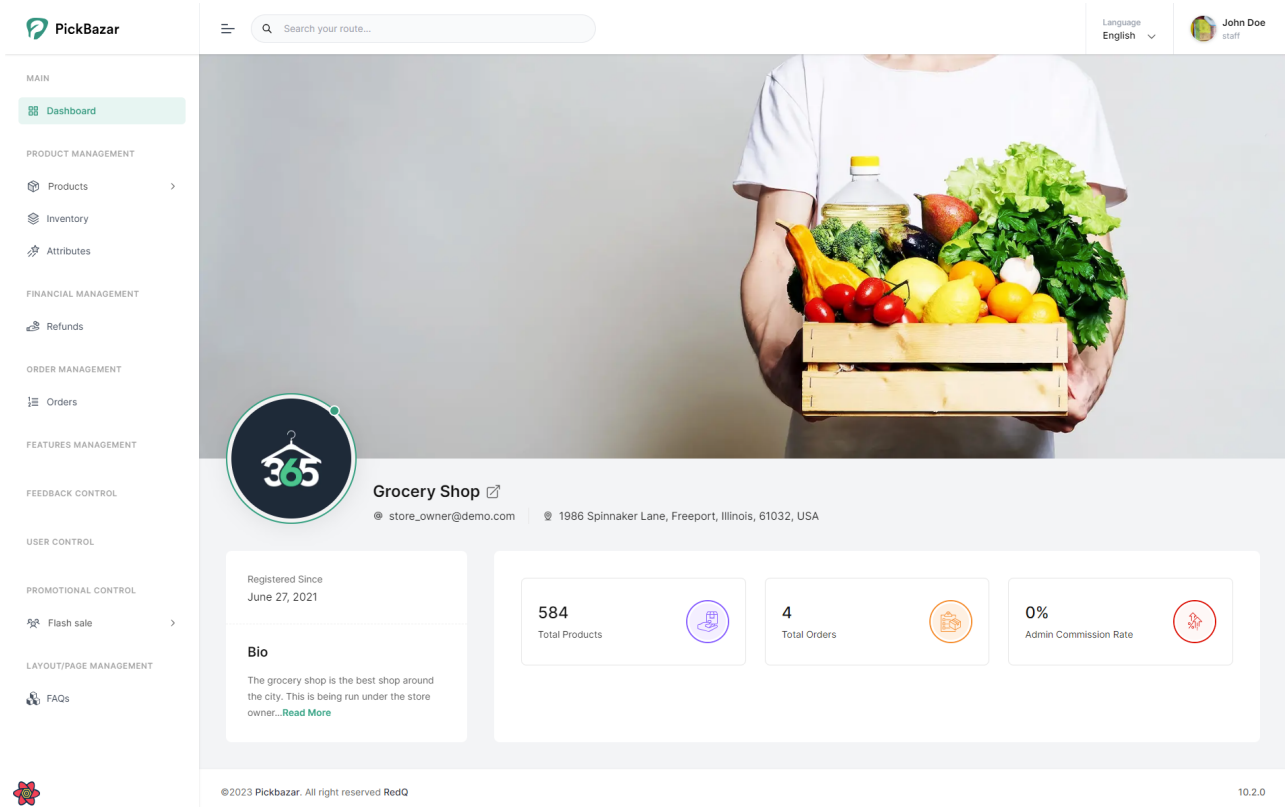 PickBazar
Search your route...
Language
English
John Doe
staff
MAIN
Dashboard
PRODUCT MANAGEMENT
Products
Inventory
Attributes
FINANCIAL MANAGEMENT
Refunds
ORDER MANAGEMENT
Orders
FEATURES MANAGEMENT
FEEDBACK CONTROL
USER CONTROL
PROMOTIONAL CONTROL
Flash sale
LAYOUT/PAGE MANAGEMENT
FAQs
365
Grocery Shop
@ store_owner@demo.com
1986 Spinnaker Lane, Freeport, Illinois, 61032, USA
Registered Since
June 27, 2021
Bio
The grocery shop is the best shop around
the city. This is being run under the store
owner...Read More
584
Total Products
4
Total Orders
0%
Admin Commission Rate
©2023 Pickbazar. All right reserved RedQ
10.2.0